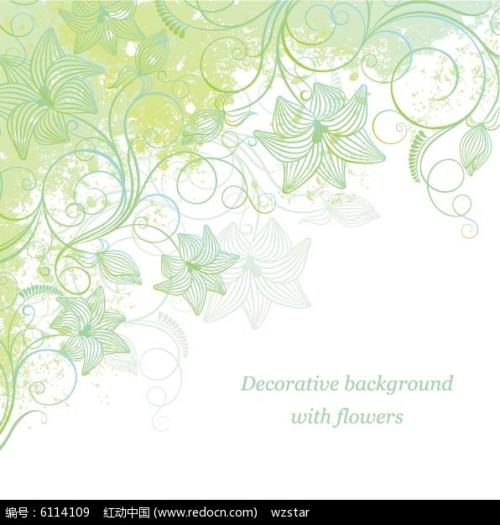 Decorative background
with flowers
编号：6114109 红动中国 (www.redocn.com) wzstar